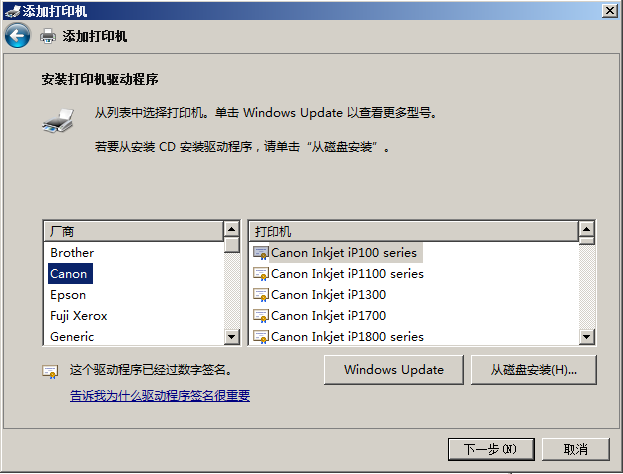 添加打印机
添加打印机
安装打印机驱动程序
从列表中选择打印机。单击 Windows Update 以查看更多型号。
若要从安装 CD 安装驱动程序，请单击“从磁盘安装”。
厂商
Brother
Canon
Epson
Fuji Xerox
Generic
打印机
Canon Inkjet iP100 series
Canon Inkjet iP1100 series
Canon Inkjet iP1300
Canon Inkjet iP1700
Canon Inkjet iP1800 series
这个驱动程序已经过数字签名。
告诉我为什么驱动程序签名很重要
Windows Update
从磁盘安装(H)...
下一步(N)
取消